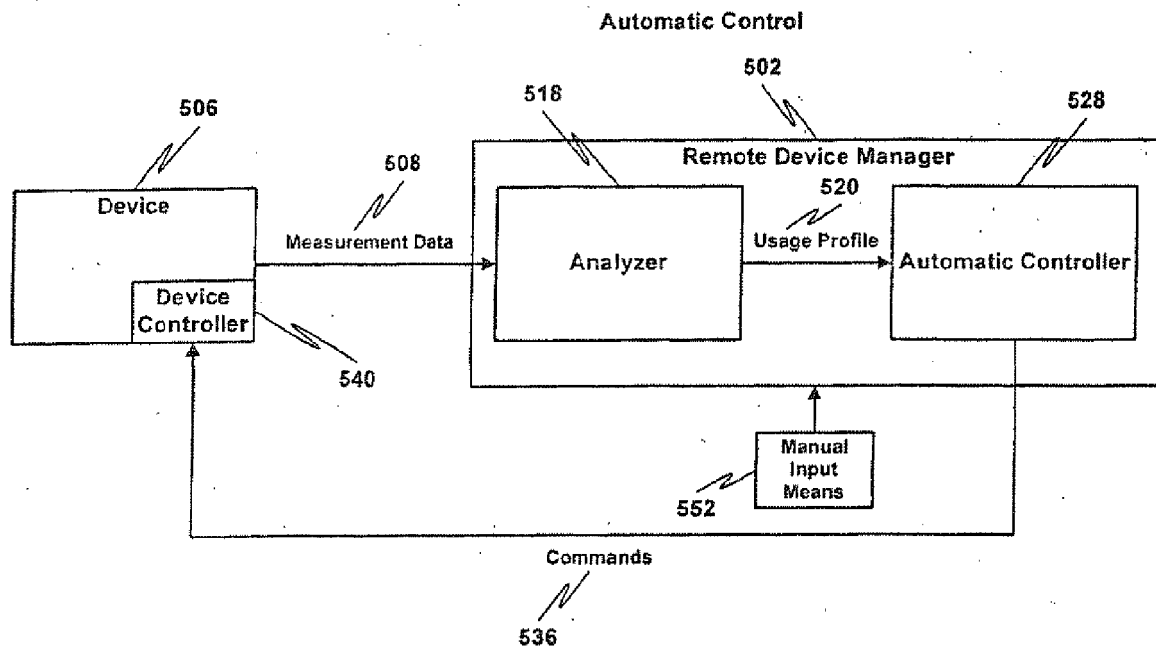 Automatic Control
502
506
518
528
508
Remote Device Manager
520
Device
Measurement Data
Usage Profile
Analyzer
Automatic Controller
Device
Controller
540
Manual
Input
Means
552
Commands
536